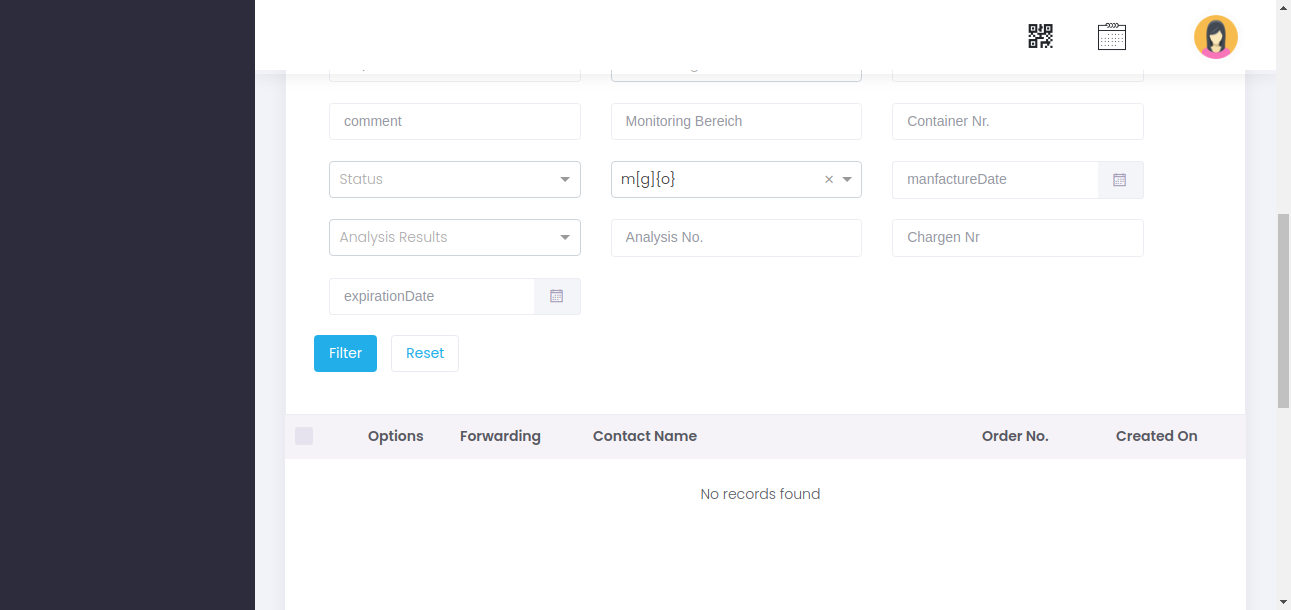 comment
Monitoring Bereich
Container Nr.
Status
m[g]{o}
×
manfactureDate
Analysis Results
Analysis No.
Chargen Nr
expirationDate
Filter
Reset
Options
Forwarding
Contact Name
Order No.
Created On
No records found